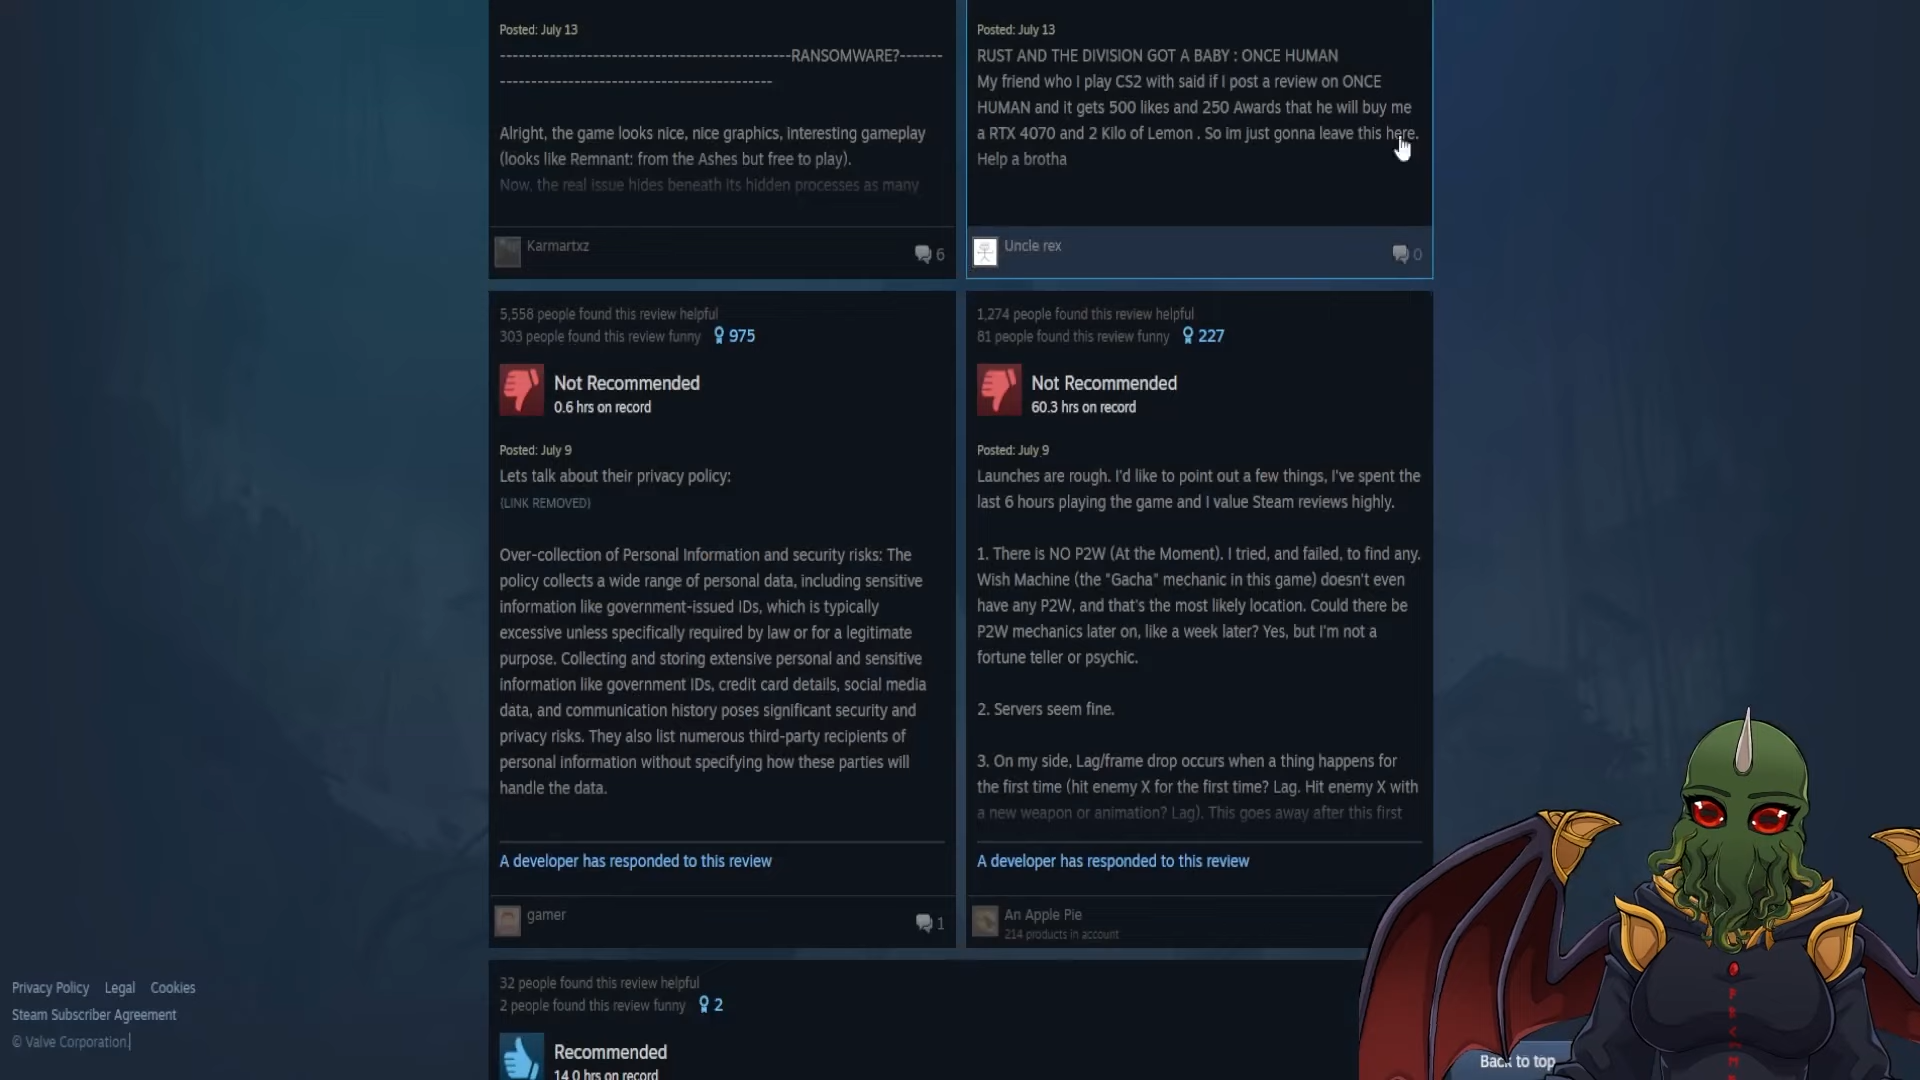 Posted: July 13
-----------------------------------------------RANSOMWARE?-------
--------------------------------------------
Alright, the game looks nice, nice graphics, interesting gameplay
(looks like Remnant: from the Ashes but free to play).
Now, the real issue hides beneath its hidden processes as many
Karmartxz
6
Posted: July 13
RUST AND THE DIVISION GOT A BABY : ONCE HUMAN
My friend who I play CS2 with said if I post a review on ONCE
HUMAN and it gets 500 likes and 250 Awards that he will buy me
a RTX 4070 and 2 Kilo of Lemon . So im just gonna leave this here.
Help a brotha
Uncle rex
0
5,558 people found this review helpful
303 people found this review funny 975
Not Recommended
0.6 hrs on record
Posted: July 9
Lets talk about their privacy policy:
{LINK REMOVED}
Over-collection of Personal Information and security risks: The
policy collects a wide range of personal data, including sensitive
information like government-issued IDs, which is typically
excessive unless specifically required by law or for a legitimate
purpose. Collecting and storing extensive personal and sensitive
information like government IDs, credit card details, social media
data, and communication history poses significant security and
privacy risks. They also list numerous third-party recipients of
personal information without specifying how these parties will
handle the data.
A developer has responded to this review
gamer
1
1,274 people found this review helpful
81 people found this review funny 227
Not Recommended
60.3 hrs on record
Posted: July 9
Launches are rough. I'd like to point out a few things, I've spent the
last 6 hours playing the game and I value Steam reviews highly.
1. There is NO P2W (At the Moment). I tried, and failed, to find any.
Wish Machine (the "Gacha" mechanic in this game) doesn't even
have any P2W, and that's the most likely location. Could there be
P2W mechanics later on, like a week later? Yes, but I'm not a
fortune teller or psychic.
2. Servers seem fine.
3. On my side, Lag/frame drop occurs when a thing happens for
the first time (hit enemy X for the first time? Lag. Hit enemy X with
a new weapon or animation? Lag). This goes away after this first
A developer has responded to this review
An Apple Pie
214 products in account
32 people found this review helpful
2 people found this review funny 2
Recommended
14.0 hrs on record
Privacy Policy Legal Cookies
Steam Subscriber Agreement
© Valve Corporation.
Back to top